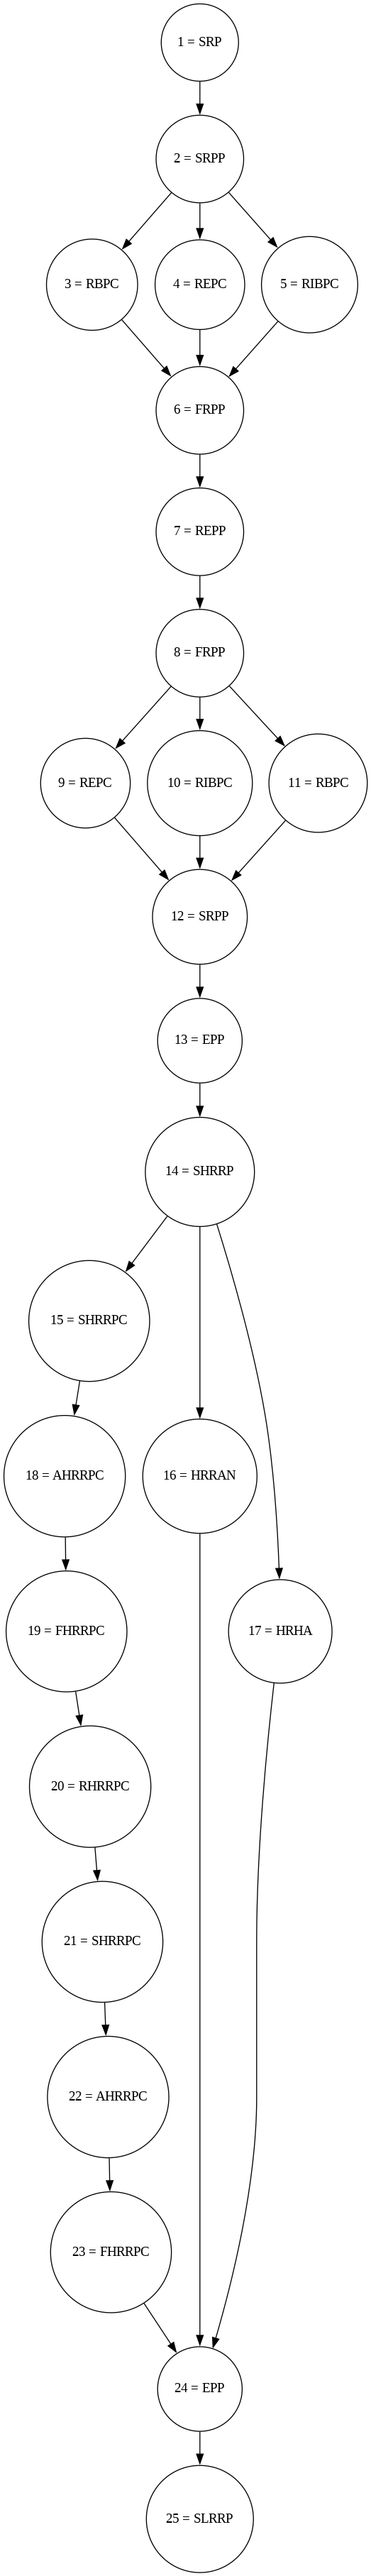 1 = SRP
2 = SRPP
3 = RBPC
4 = REPC
5 = RIBPC
6 = FRPP
7 = REPP
8 = FRPP
9 = REPC
10 = RIBPC
11 = RBPC
12 = SRPP
13 = EPP
14 = SHRRP
15 = SHRRPC
18 = AHRRPC
16 = HRRAN
19 = FHRRPC
17 = HRHA
20 = RHRRPC
21 = SHRRPC
22 = AHRRPC
23 = FHRRPC
24 = EPP
25 = SLRRP